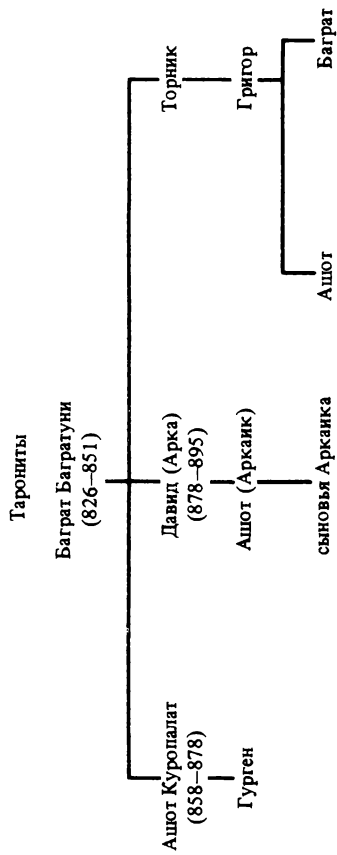 Тарониты
Баграт Багратуни
(826—851)
Ашот Куропалат
(858—878)
Давид (Арка)
(878—895)
Торник
Гурген
Ашот (Аркаик)
Григор
сыновья Аркаика
Ашот
Баграт